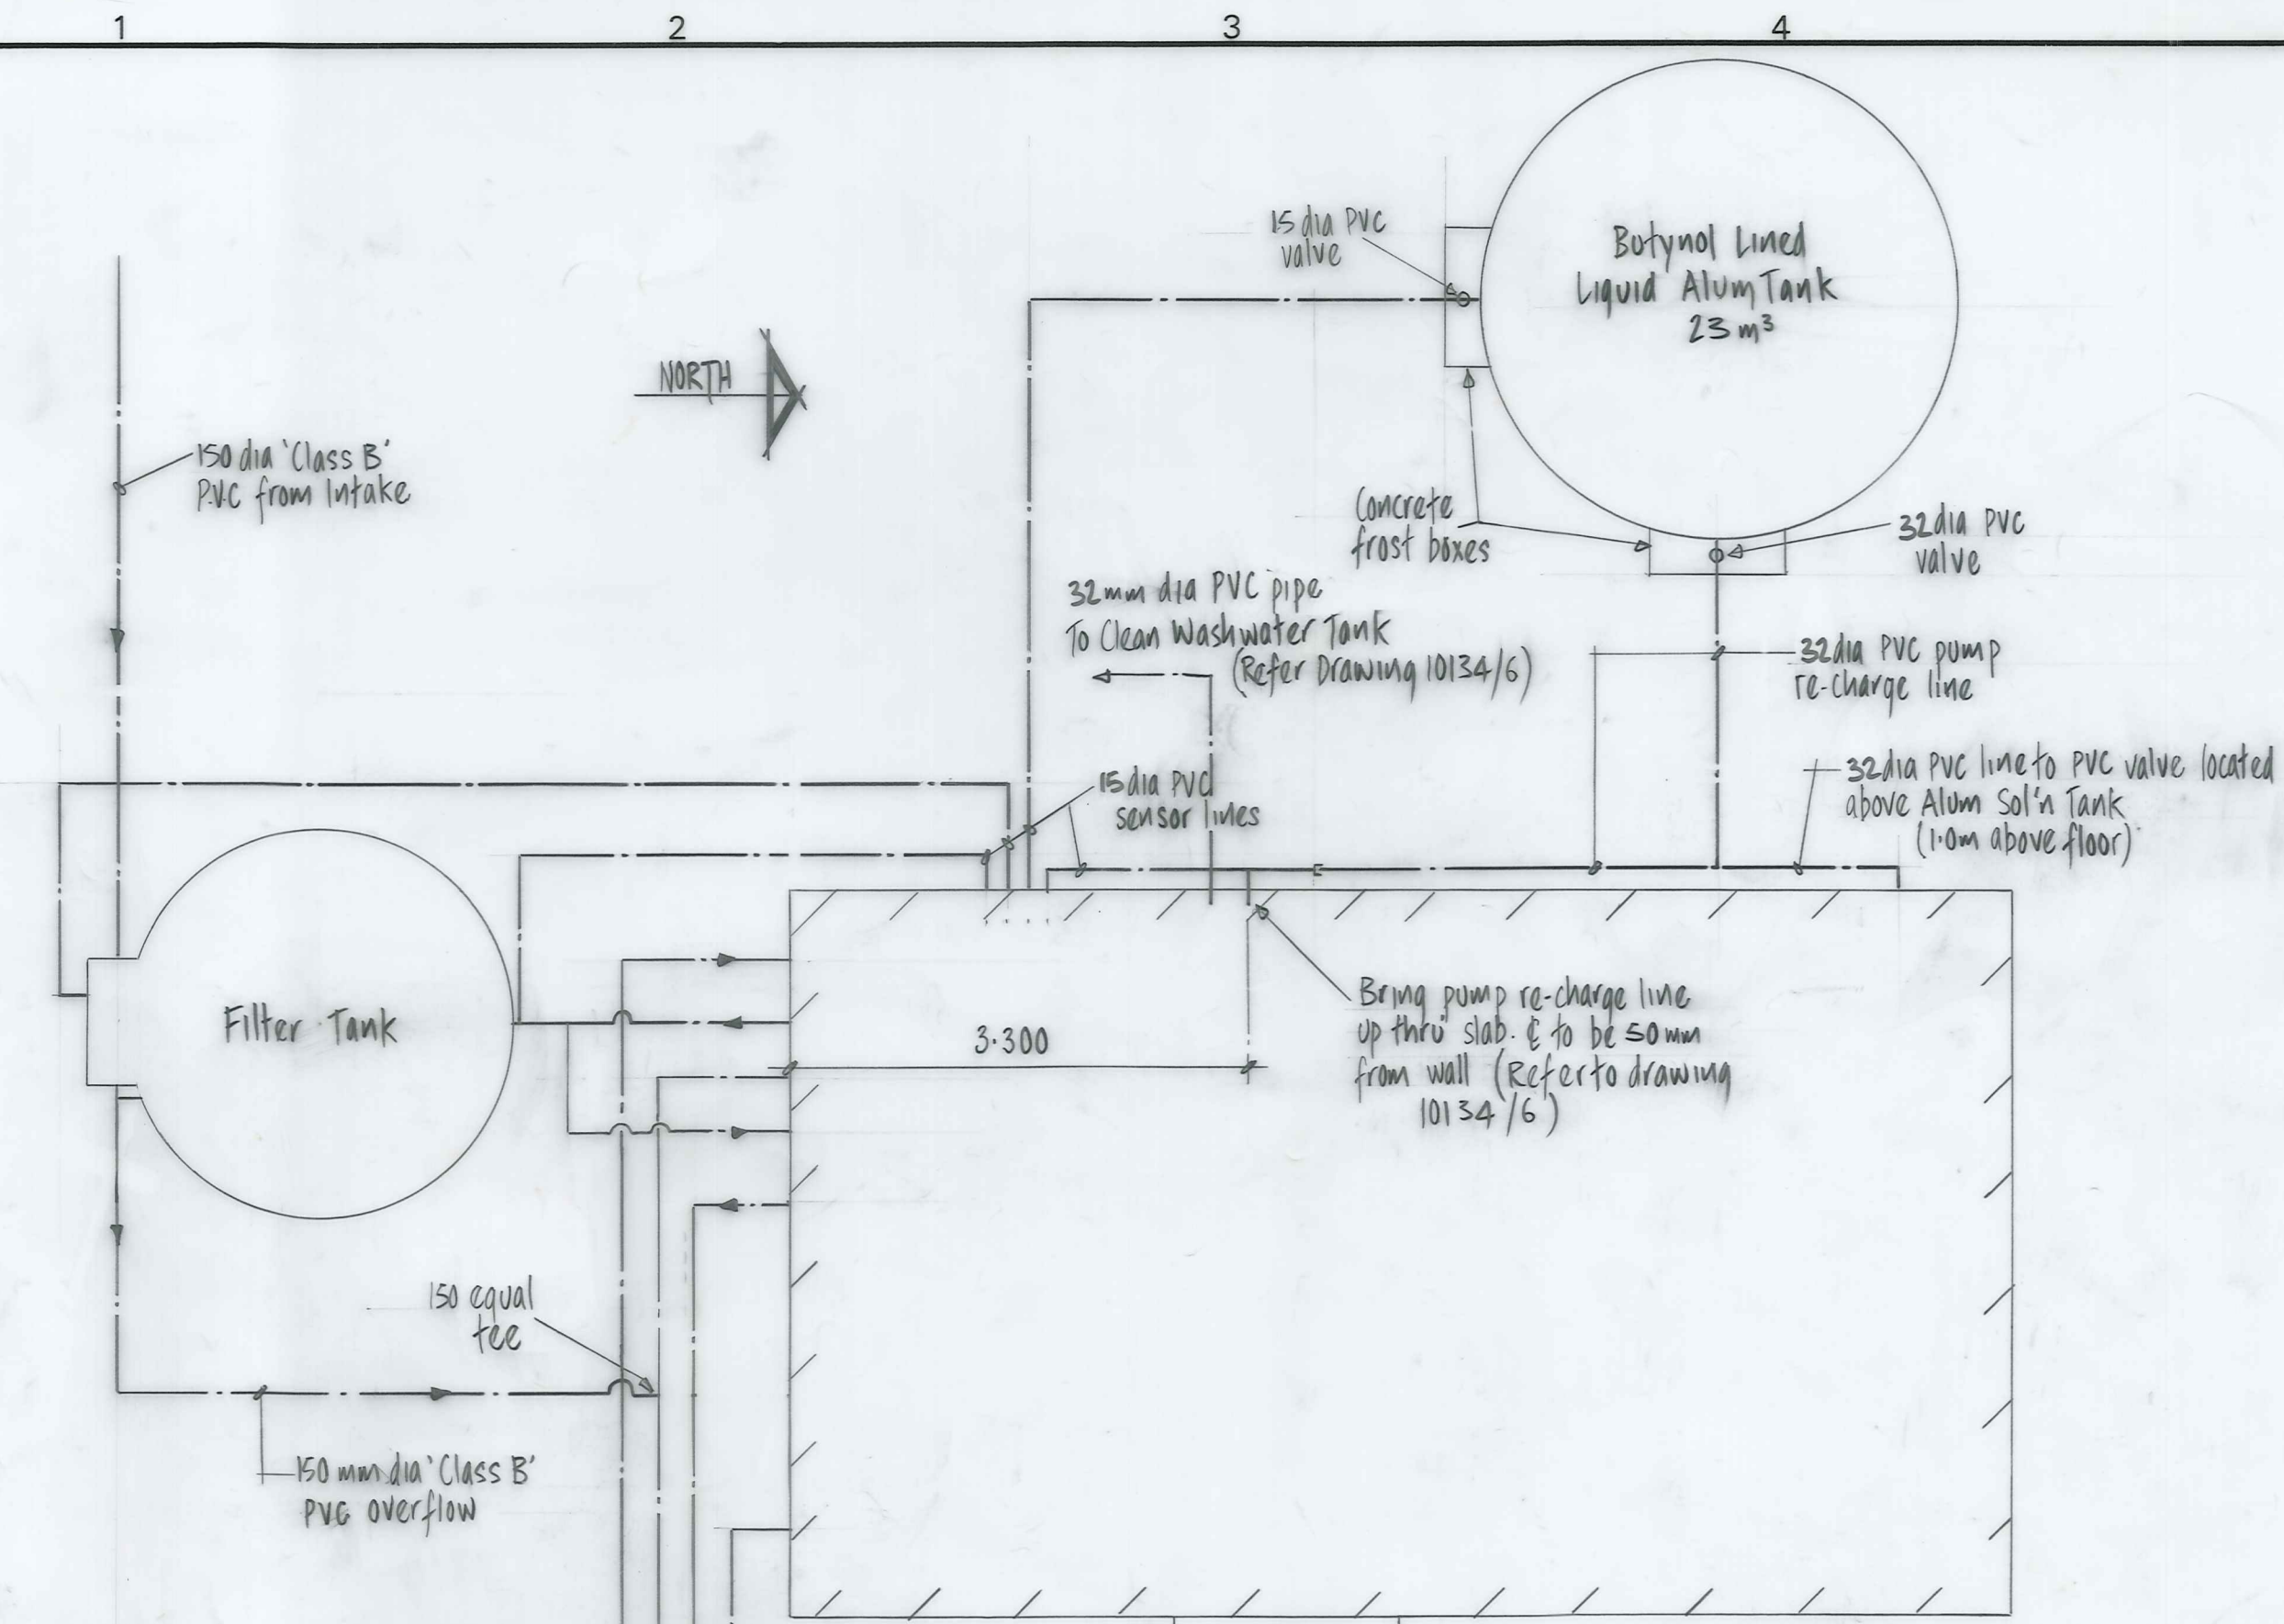 1 2 3 4
15 dia PVC
valve
Butynol Lined
Liquid Alum Tank
23 m³
NORTH
150 dia 'Class B'
P.V.C from Intake
Concrete
frost boxes
32 dia PVC
valve
32mm dia PVC pipe
To Clean Washwater Tank
(Refer Drawing 10134/6)
32 dia PVC pump
re-charge line
15 dia PVC
sensor lines
32 dia PVC line to PVC valve located
above Alum Sol'n Tank
(1.0m above floor)
Filter Tank
3.300
Bring pump re-charge line
up thru' slab. ℄ to be 50mm
from wall (Refer to drawing
10134/6)
150 equal
tee
150 mm dia 'Class B'
PVC overflow